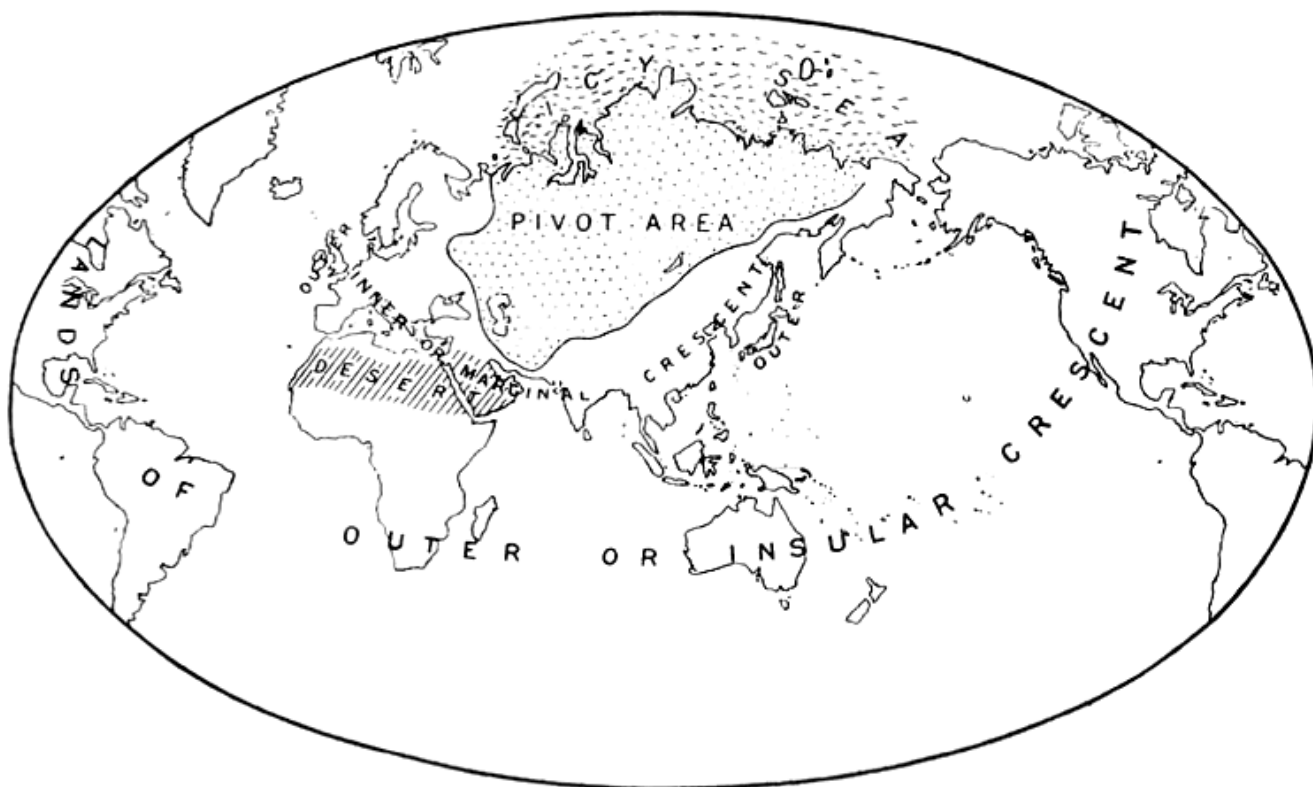 ICY SEA
PIVOT AREA
OUTER
INNER OR MARGINAL CRESCENT
OUTER
DESERT
LANDS OF OUTER OR INSULAR CRESCENT